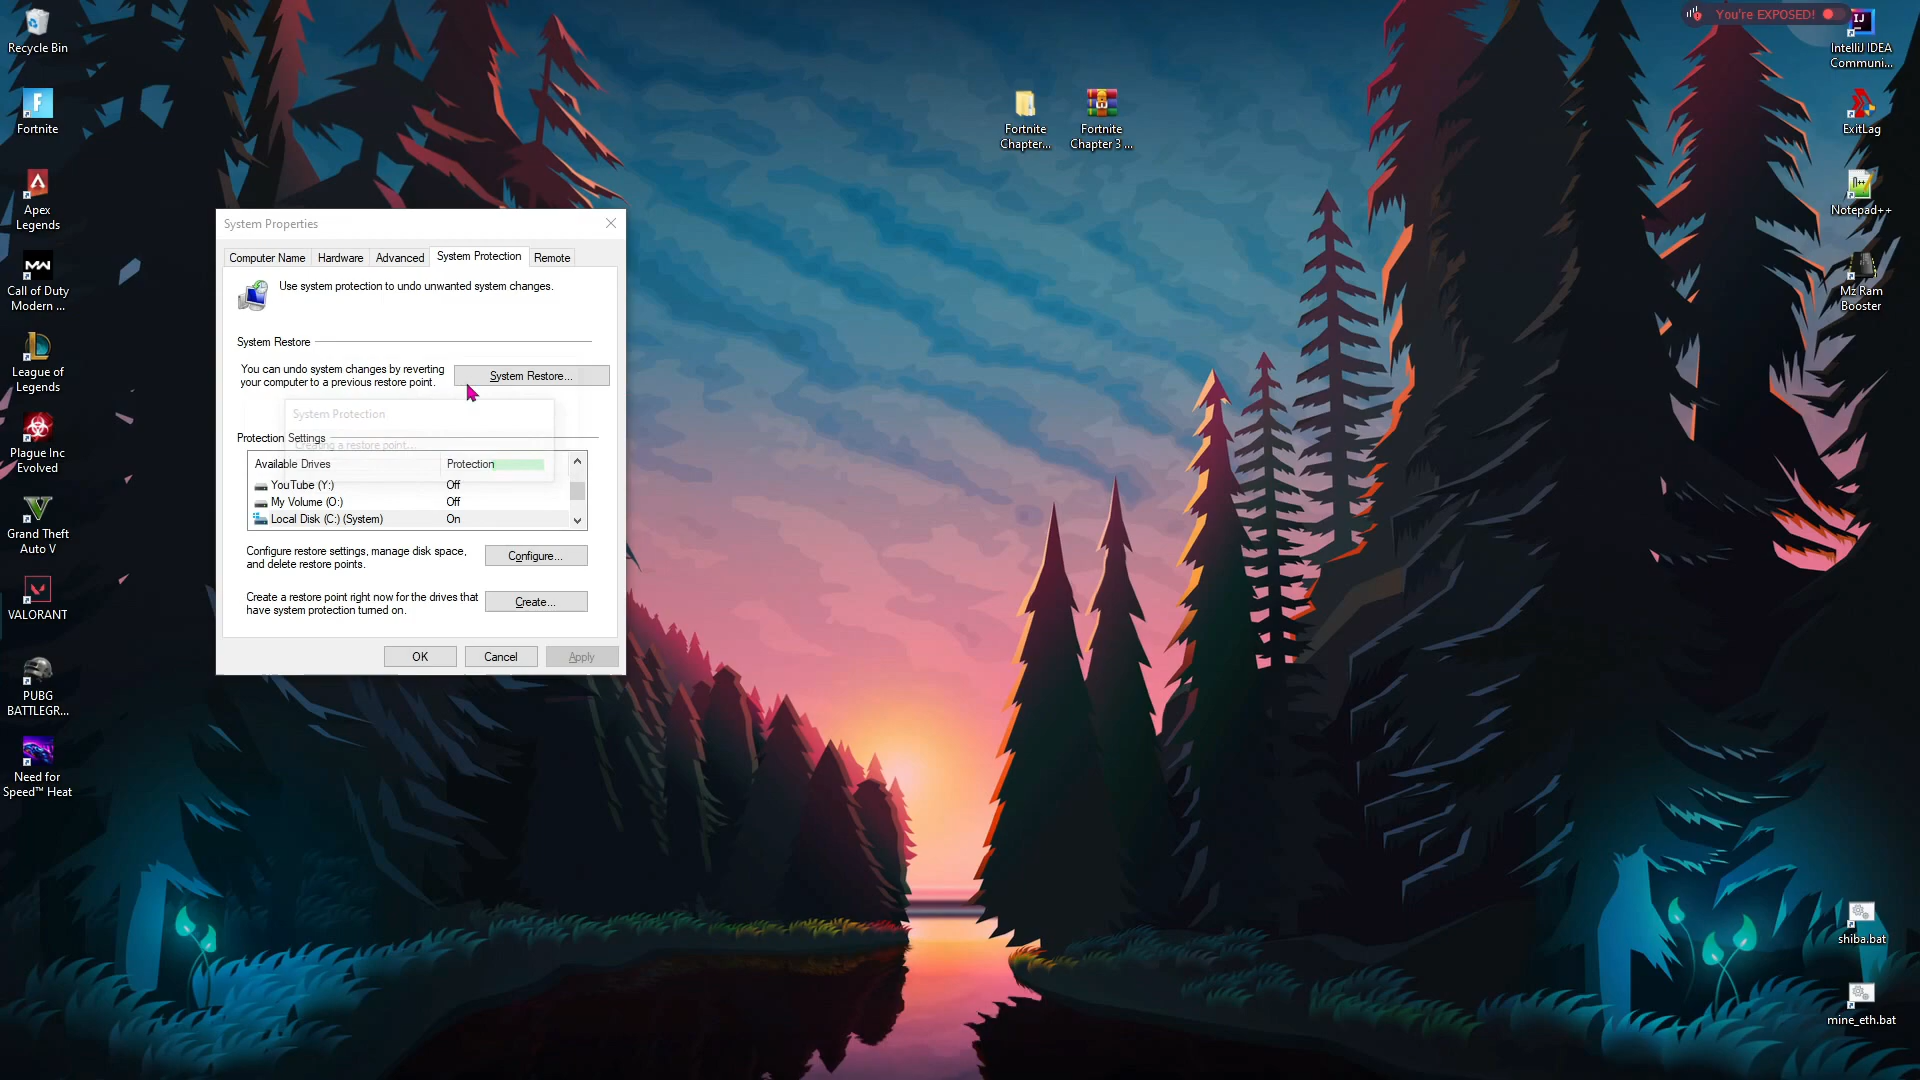 Recycle Bin
Fortnite
Apex
Legends
Call of Duty
Modern ...
League of
Legends
Plague Inc
Evolved
Grand Theft
Auto V
VALORANT
PUBG
BATTLEGR...
Need for
Speed™ Heat
System Properties
Computer Name
Hardware
Advanced
System Protection
Remote
Use system protection to undo unwanted system changes.
System Restore
You can undo system changes by reverting
your computer to a previous restore point.
System Restore...
System Protection
Creating a restore point...
Protection Settings
Available Drives
Protection
YouTube (Y:)
Off
My Volume (O:)
Off
Local Disk (C:) (System)
On
Configure restore settings, manage disk space,
and delete restore points.
Configure...
Create a restore point right now for the drives that
have system protection turned on.
Create...
OK
Cancel
Apply
Fortnite
Chapter...
Fortnite
Chapter 3 ...
You're EXPOSED!
IntelliJ IDEA
Communi...
ExitLag
Notepad++
Mz Ram
Booster
shiba.bat
mine_eth.bat